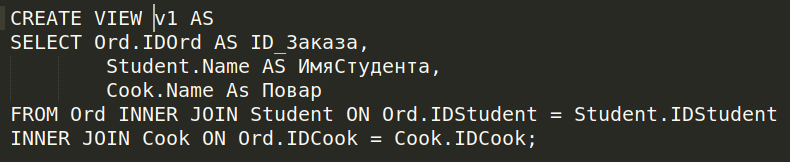 CREATE VIEW v1 AS
SELECT Ord.IDOrd AS ID_Заказа,
Student.Name AS ИмяСтудента,
Cook.Name As Повар
FROM Ord INNER JOIN Student ON Ord.IDStudent = Student.IDStudent
INNER JOIN Cook ON Ord.IDCook = Cook.IDCook;